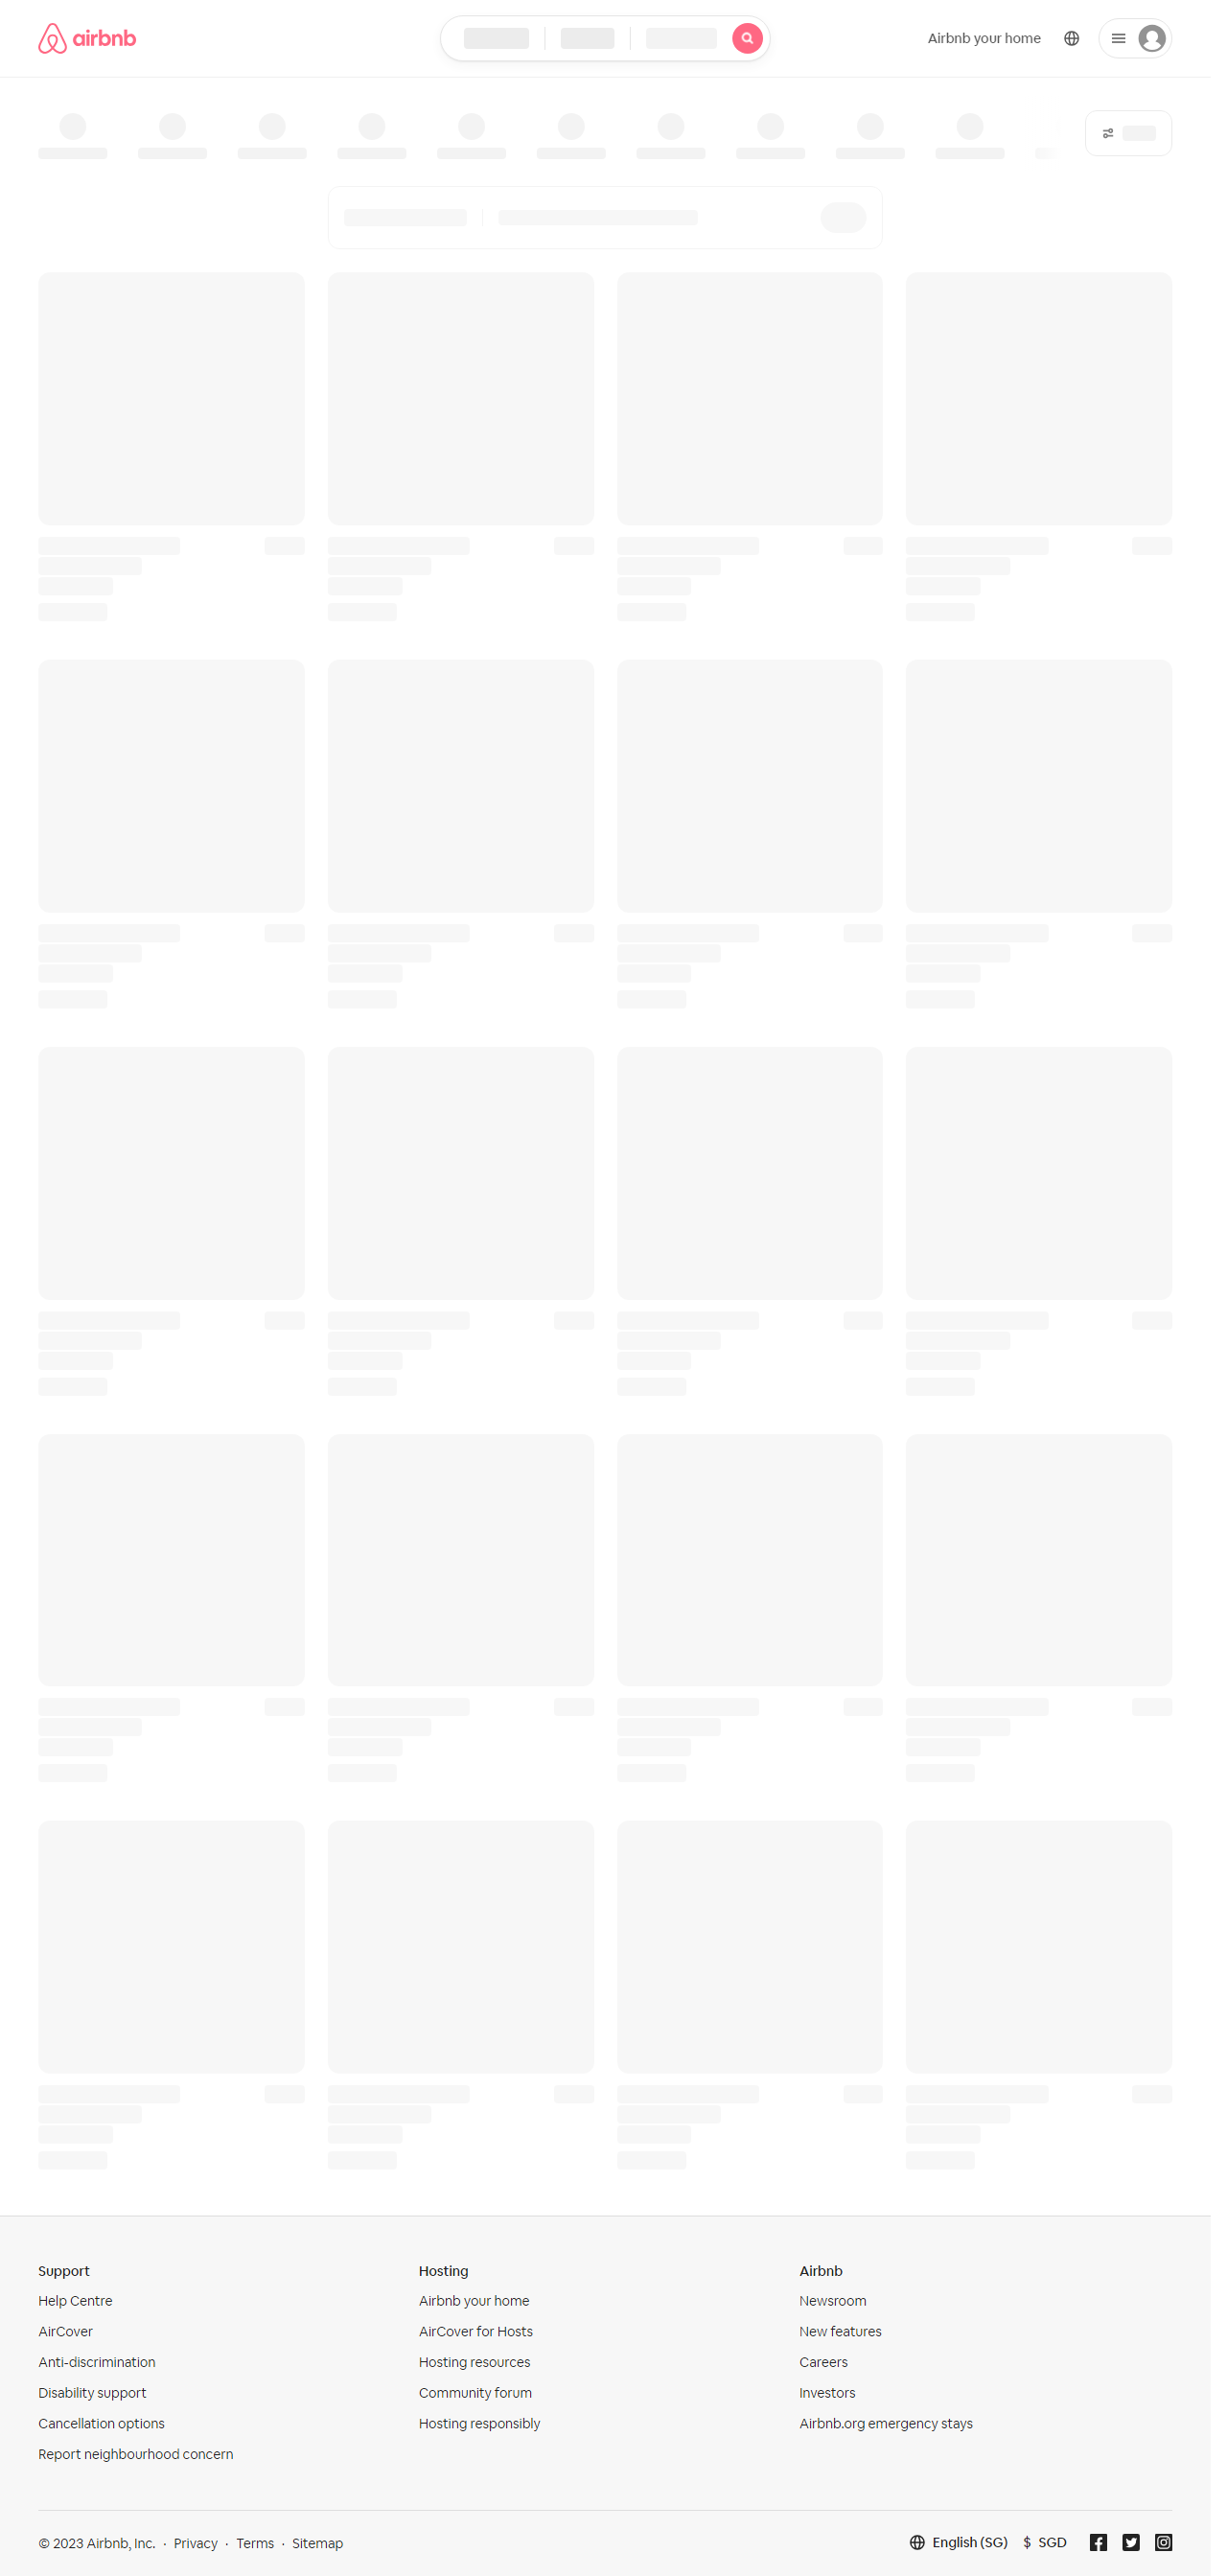 airbnb
Airbnb your home
Support
Help Centre
AirCover
Anti-discrimination
Disability support
Cancellation options
Report neighbourhood concern
Hosting
Airbnb your home
AirCover for Hosts
Hosting resources
Community forum
Hosting responsibly
Airbnb
Newsroom
New features
Careers
Investors
Airbnb.org emergency stays
© 2023 Airbnb, Inc. · Privacy · Terms · Sitemap
English (SG) $ SGD